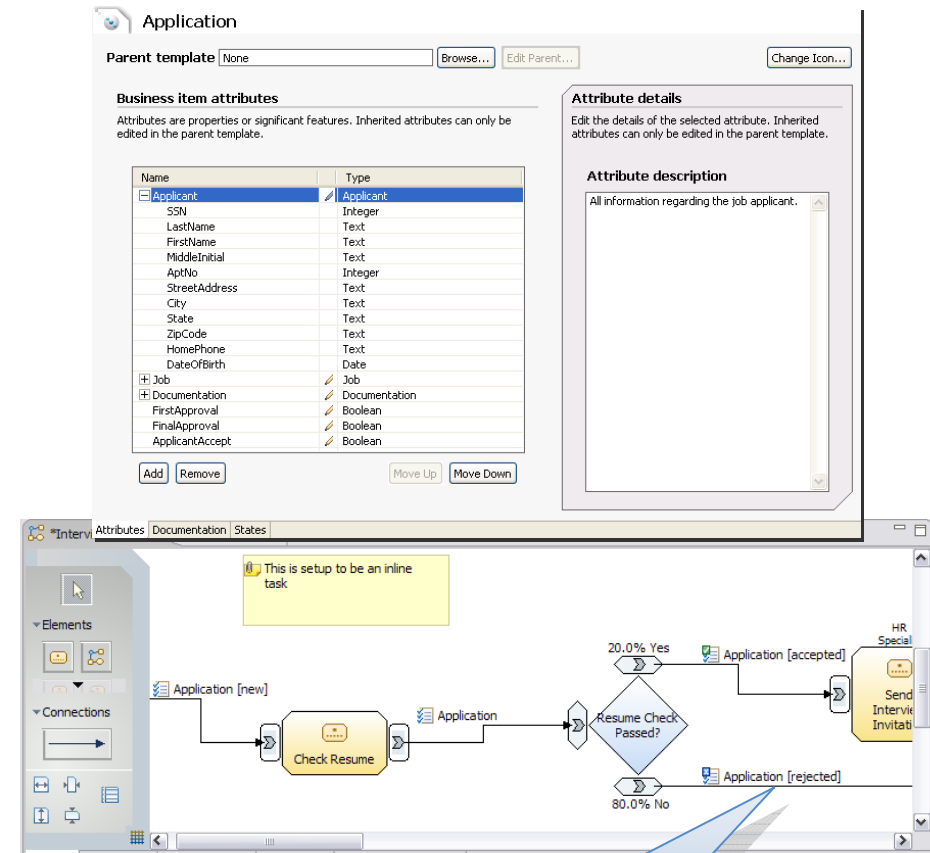 Application
Parent template None Browse... Edit Parent... Change Icon...
Business item attributes
Attributes are properties or significant features. Inherited attributes can only be
edited in the parent template.
Name Type
Applicant Applicant
SSN Integer
LastName Text
FirstName Text
MiddleInitial Text
AptNo Integer
StreetAddress Text
City Text
State Text
ZipCode Text
HomePhone Text
DateOfBirth Date
Job Job
Documentation Documentation
FirstApproval Boolean
FinalApproval Boolean
ApplicantAccept Boolean
Add Remove Move Up Move Down
Attribute details
Edit the details of the selected attribute. Inherited
attributes can only be edited in the parent template.
Attribute description
All information regarding the job applicant.
Attributes Documentation States
*Intervi
Elements
Connections
This is setup to be an inline
task
Application [new]
Check Resume
Application
20.0% Yes
Resume Check
Passed?
80.0% No
Application [accepted]
Application [rejected]
HR
Special
Send
Intervie
Invitati